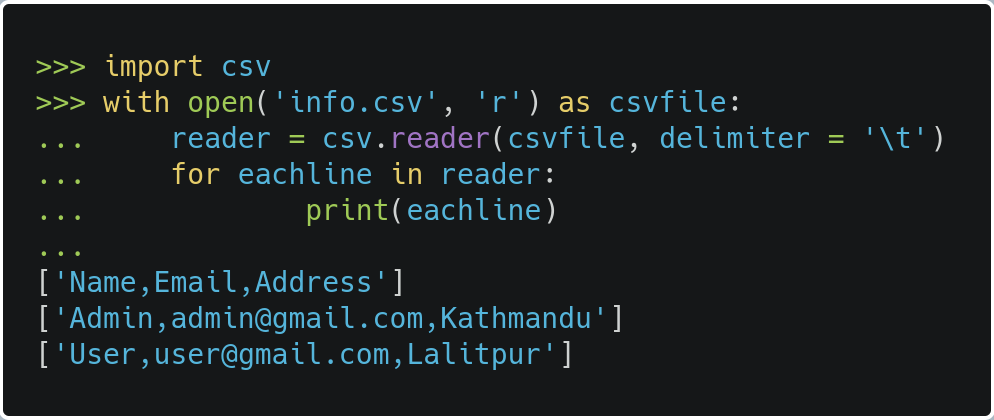 >>> import csv
>>> with open('info.csv', 'r') as csvfile:
...     reader = csv.reader(csvfile, delimiter = '\t')
...     for eachline in reader:
...             print(eachline)
...
['Name,Email,Address']
['Admin,admin@gmail.com,Kathmandu']
['User,user@gmail.com,Lalitpur']